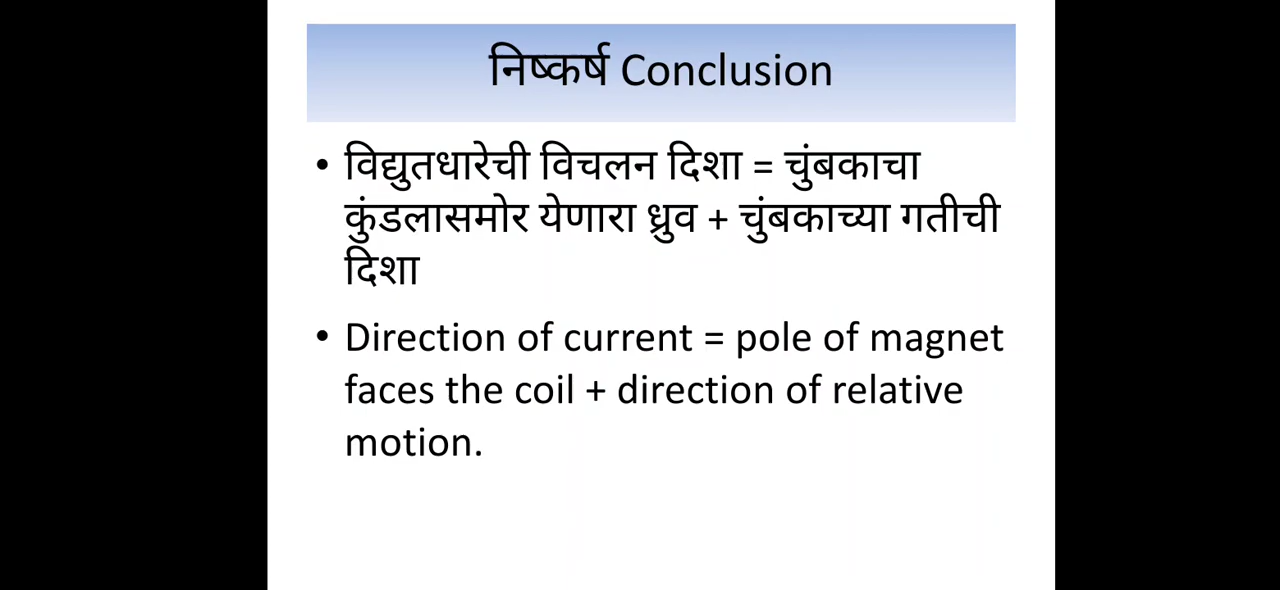 निष्कर्ष Conclusion
• विद्युतधारेची विचलन दिशा = चुंबकाचा
कुंडलासमोर येणारा ध्रुव + चुंबकाच्या गतीची
दिशा
• Direction of current = pole of magnet
faces the coil + direction of relative
motion.